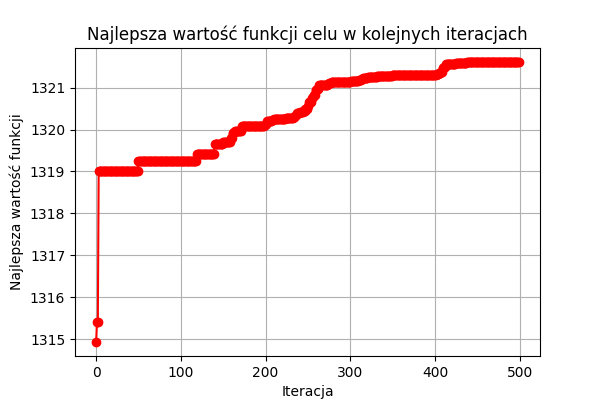 Najlepsza wartość funkcji celu w kolejnych iteracjach
Najlepsza wartość funkcji
1321
1320
1319
1318
1317
1316
1315
0 100 200 300 400 500
Iteracja